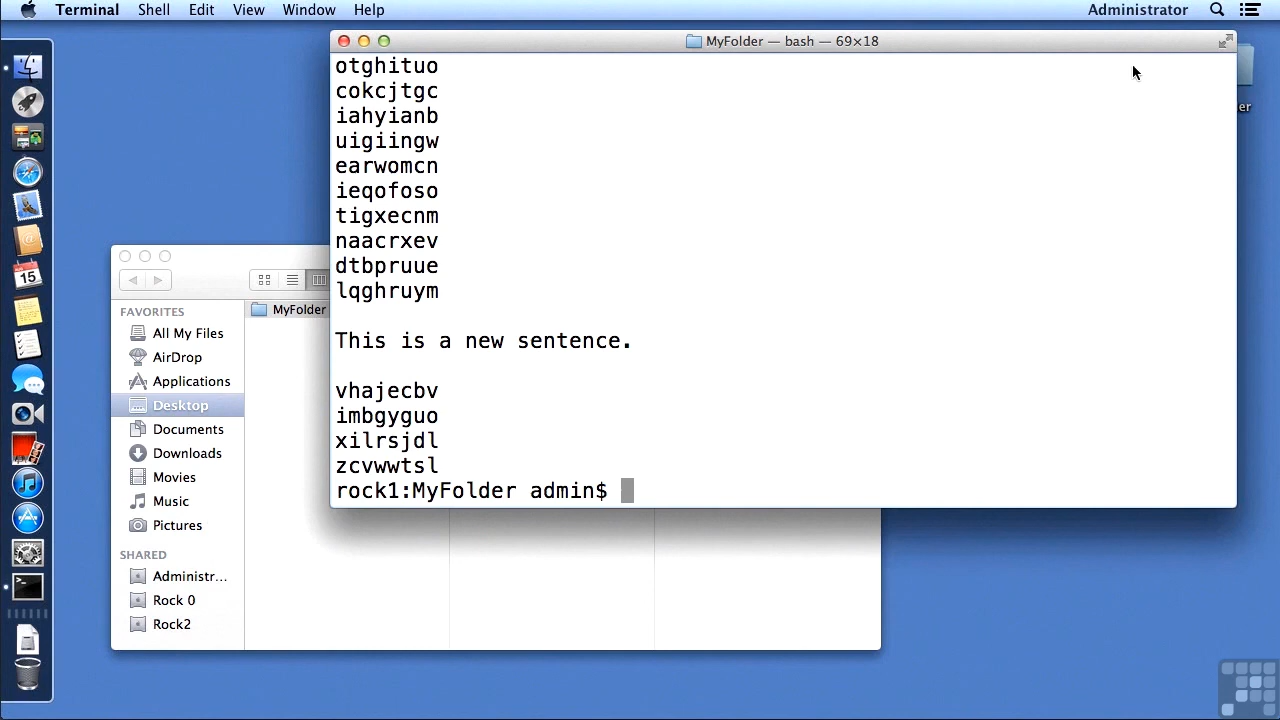 Terminal Shell Edit View Window Help Administrator
MyFolder — bash — 69×18
otghituo
cokcjtgc
iahyianb
uigiingw
earwomcn
ieqofoso
tigxecnm
naacrxev
dtbpruue
lqghruym
This is a new sentence.
vhajecbv
imbgyguo
xilrsjdl
zcvwwtsl
rock1:MyFolder admin$
er
FAVORITES
All My Files
AirDrop
Applications
Desktop
Documents
Downloads
Movies
Music
Pictures
SHARED
Administr...
Rock 0
Rock2
MyFolder
15